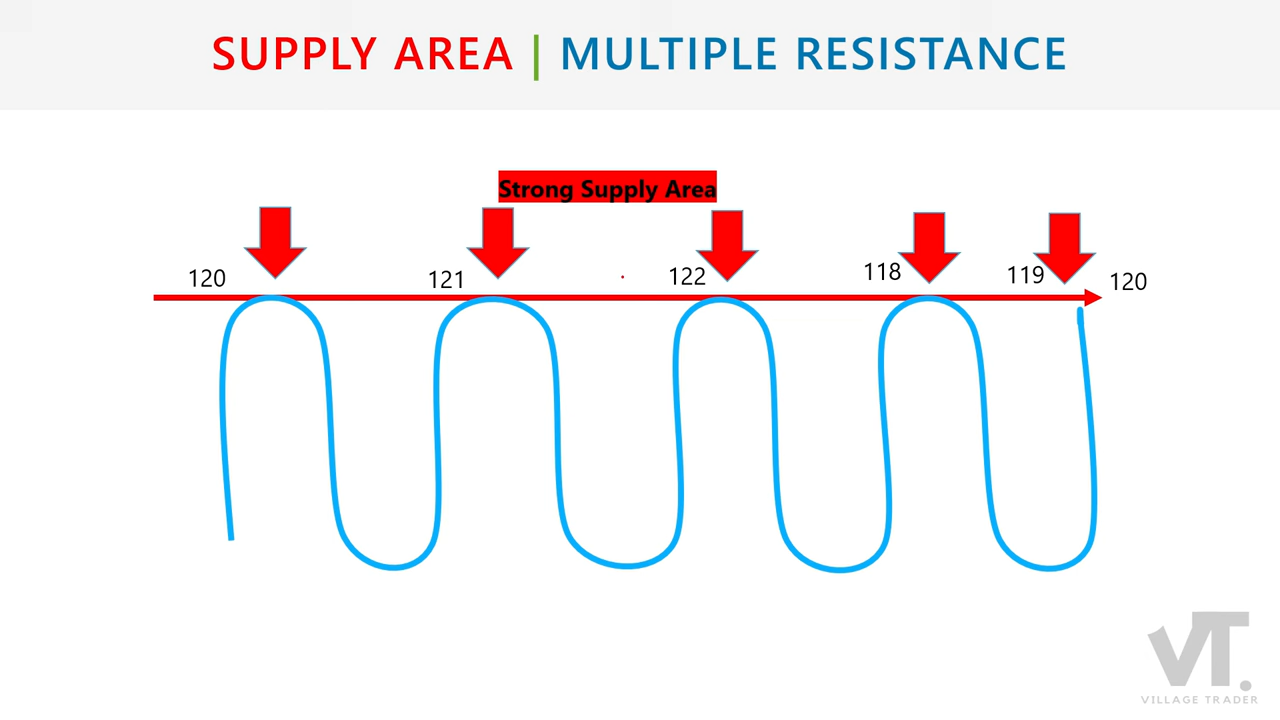 SUPPLY AREA | MULTIPLE RESISTANCE
Strong Supply Area
120 121 122 118 119 120
VT.
VILLAGE TRADER